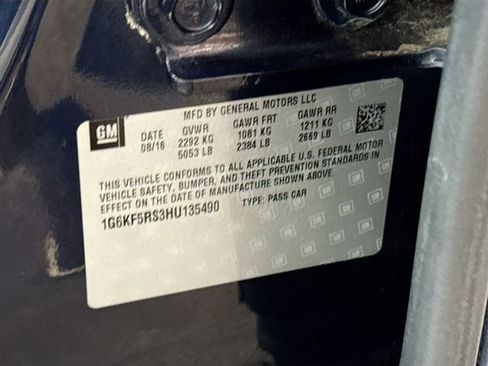 MFD BY GENERAL MOTORS LLC
GM DATE GVWR GAWR FRT GAWR RR
08/16 2292 KG 1081 KG 1211 KG
5053 LB 2384 LB 2669 LB
THIS VEHICLE CONFORMS TO ALL APPLICABLE U.S. FEDERAL MOTOR
VEHICLE SAFETY, BUMPER, AND THEFT PREVENTION STANDARDS IN
EFFECT ON THE DATE OF MANUFACTURE SHOWN ABOVE.
1G6KF5RS3HU135490 TYPE: PASS CAR